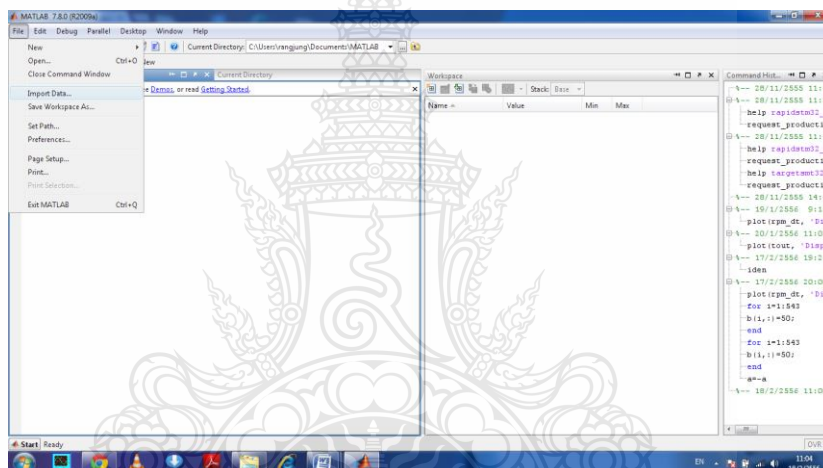 MATLAB 7.8.0 (R2009a)
File Edit Debug Parallel Desktop Window Help
New
Open... Ctrl+O
Close Command Window
Import Data...
Save Workspace As...
Set Path...
Preferences...
Page Setup...
Print...
Print Selection...
Exit MATLAB Ctrl+Q
Current Directory: C:\Users\rangjung\Documents\MATLAB
Current Directory
Demos, or read Getting Started.
Workspace
Stack: Base
Name Value Min Max
Command Hist...
%-- 28/11/2555 11:
%-- 28/11/2555 11:
help rapidstm32_
request_producti
%-- 28/11/2555 11:
help rapidstm32_
request_producti
help targetsmt32
request_producti
%-- 28/11/2555 14:
%-- 19/1/2556 9:1
plot(rpm_dt, 'Di
%-- 20/1/2556 11:0
plot(tout, 'Disp
%-- 17/2/2556 19:2
iden
%-- 17/2/2556 20:0
plot(rpm_dt, 'Di
for i=1:543
b(i,:)=50;
end
for i=1:543
b(i,:)=50;
end
a=-a
%-- 18/2/2556 11:0
Start Ready
OVR
EN
11:04